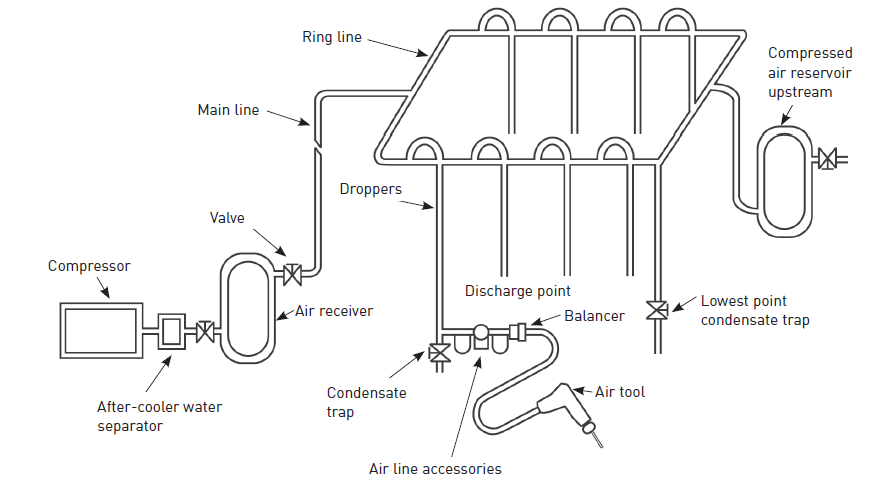 Ring line
Compressed
air reservoir
upstream
Main line
Droppers
Valve
Compressor
Discharge point
Air receiver
Balancer
Lowest point
condensate trap
Condensate
trap
Air tool
After-cooler water
separator
Air line accessories